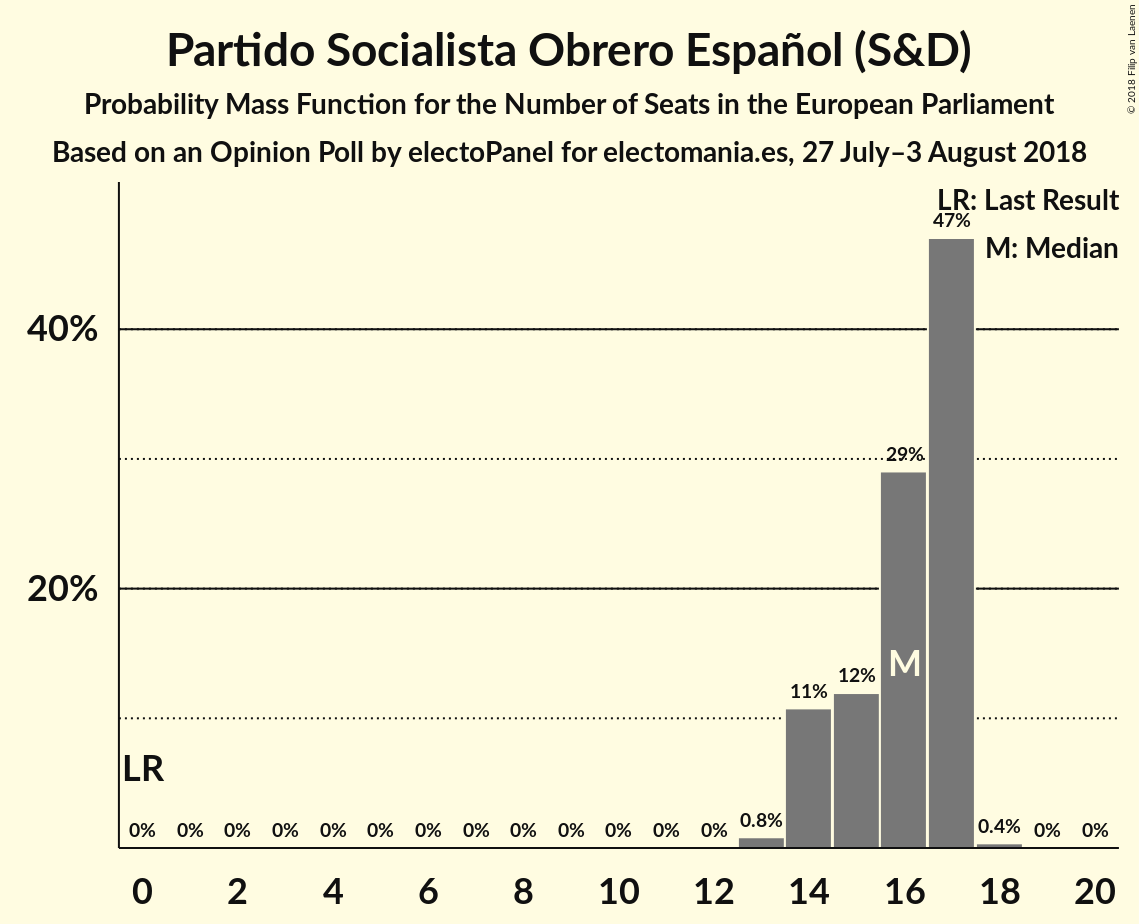 Partido Socialista Obrero Español (S&D)
Probability Mass Function for the Number of Seats in the European Parliament
Based on an Opinion Poll by electoPanel for electomania.es, 27 July–3 August 2018
© 2018 Filip van Laenen
LR: Last Result
M: Median
47%
40%
29%
20%
M
12%
11%
LR
0% 0% 0% 0% 0% 0% 0% 0% 0% 0% 0% 0% 0% 0.8% 0.4% 0% 0%
0 2 4 6 8 10 12 14 16 18 20